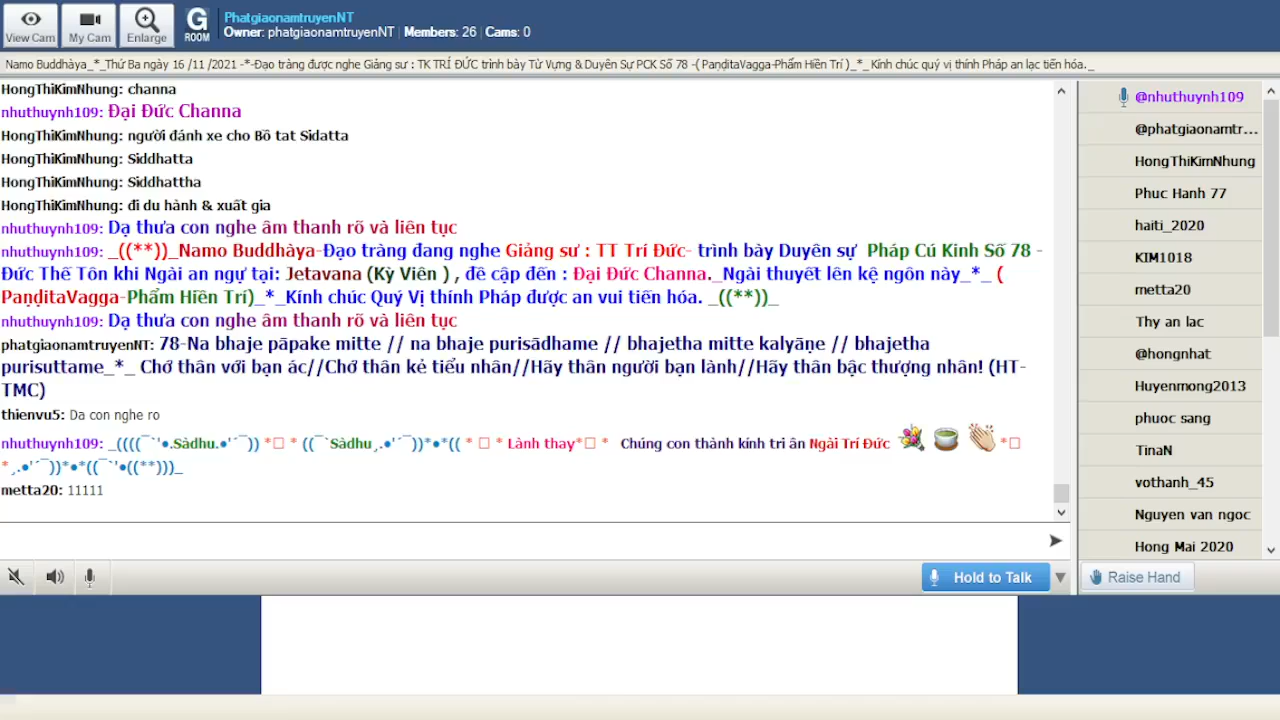 View Cam
My Cam
Enlarge
G
ROOM
PhatgiaonamtruyenNT
Owner: phatgiaonamtruyenNT | Members: 26 | Cams: 0
Namo Buddhàya_*_Thứ Ba ngày 16 /11 /2021 -*-Đạo tràng được nghe Giảng sư : TK TRÍ ĐỨC trình bày Từ Vựng & Duyên Sự PCK Số 78 -( PaṇḍitaVagga-Phẩm Hiền Trí )_*_ Kính chúc quý vị thính Pháp an lạc tiến hóa._
HongThiKimNhung: channa
nhuthuynh109: Đại Đức Channa
HongThiKimNhung: người đánh xe cho Bồ tat Sidatta
HongThiKimNhung: Siddhatta
HongThiKimNhung: Siddhattha
HongThiKimNhung: đi du hành & xuất gia
nhuthuynh109: Dạ thưa con nghe âm thanh rõ và liên tục
nhuthuynh109: _((**))_Namo Buddhàya-Đạo tràng đang nghe Giảng sư : TT Trí Đức- trình bày Duyên sự Pháp Cú Kinh Số 78 -
Đức Thế Tôn khi Ngài an ngự tại: Jetavana (Kỳ Viên ) , đề cập đến : Đại Đức Channa._Ngài thuyết lên kệ ngôn này_*_ (
PaṇḍitaVagga-Phẩm Hiền Trí)_*_Kính chúc Quý Vị thính Pháp được an vui tiến hóa. _((**))_
nhuthuynh109: Dạ thưa con nghe âm thanh rõ và liên tục
phatgiaonamtruyenNT: 78-Na bhaje pāpake mitte // na bhaje purisādhame // bhajetha mitte kalyāṇe // bhajetha
purisuttame_*_ Chớ thân với bạn ác//Chớ thân kẻ tiểu nhân//Hãy thân người bạn lành//Hãy thân bậc thượng nhân! (HT-
TMC)
thienvu5: Da con nghe ro
nhuthuynh109: _((((¯`'•.Sàdhu.•'´¯)) *□ * ((¯`Sàdhu¸.•'´¯))*•*(( * □ * Lành thay*□ * Chúng con thành kính tri ân Ngài Trí Đức *□
*¸.•'´¯))*•*((¯`'•((**)))_
metta20: 11111
@nhuthuynh109
@phatgiaonamtr...
HongThiKimNhung
Phuc Hanh 77
haiti_2020
KIM1018
metta20
Thy an lac
@hongnhat
Huyenmong2013
phuoc sang
TinaN
vothanh_45
Nguyen van ngoc
Hong Mai 2020
Hold to Talk
Raise Hand